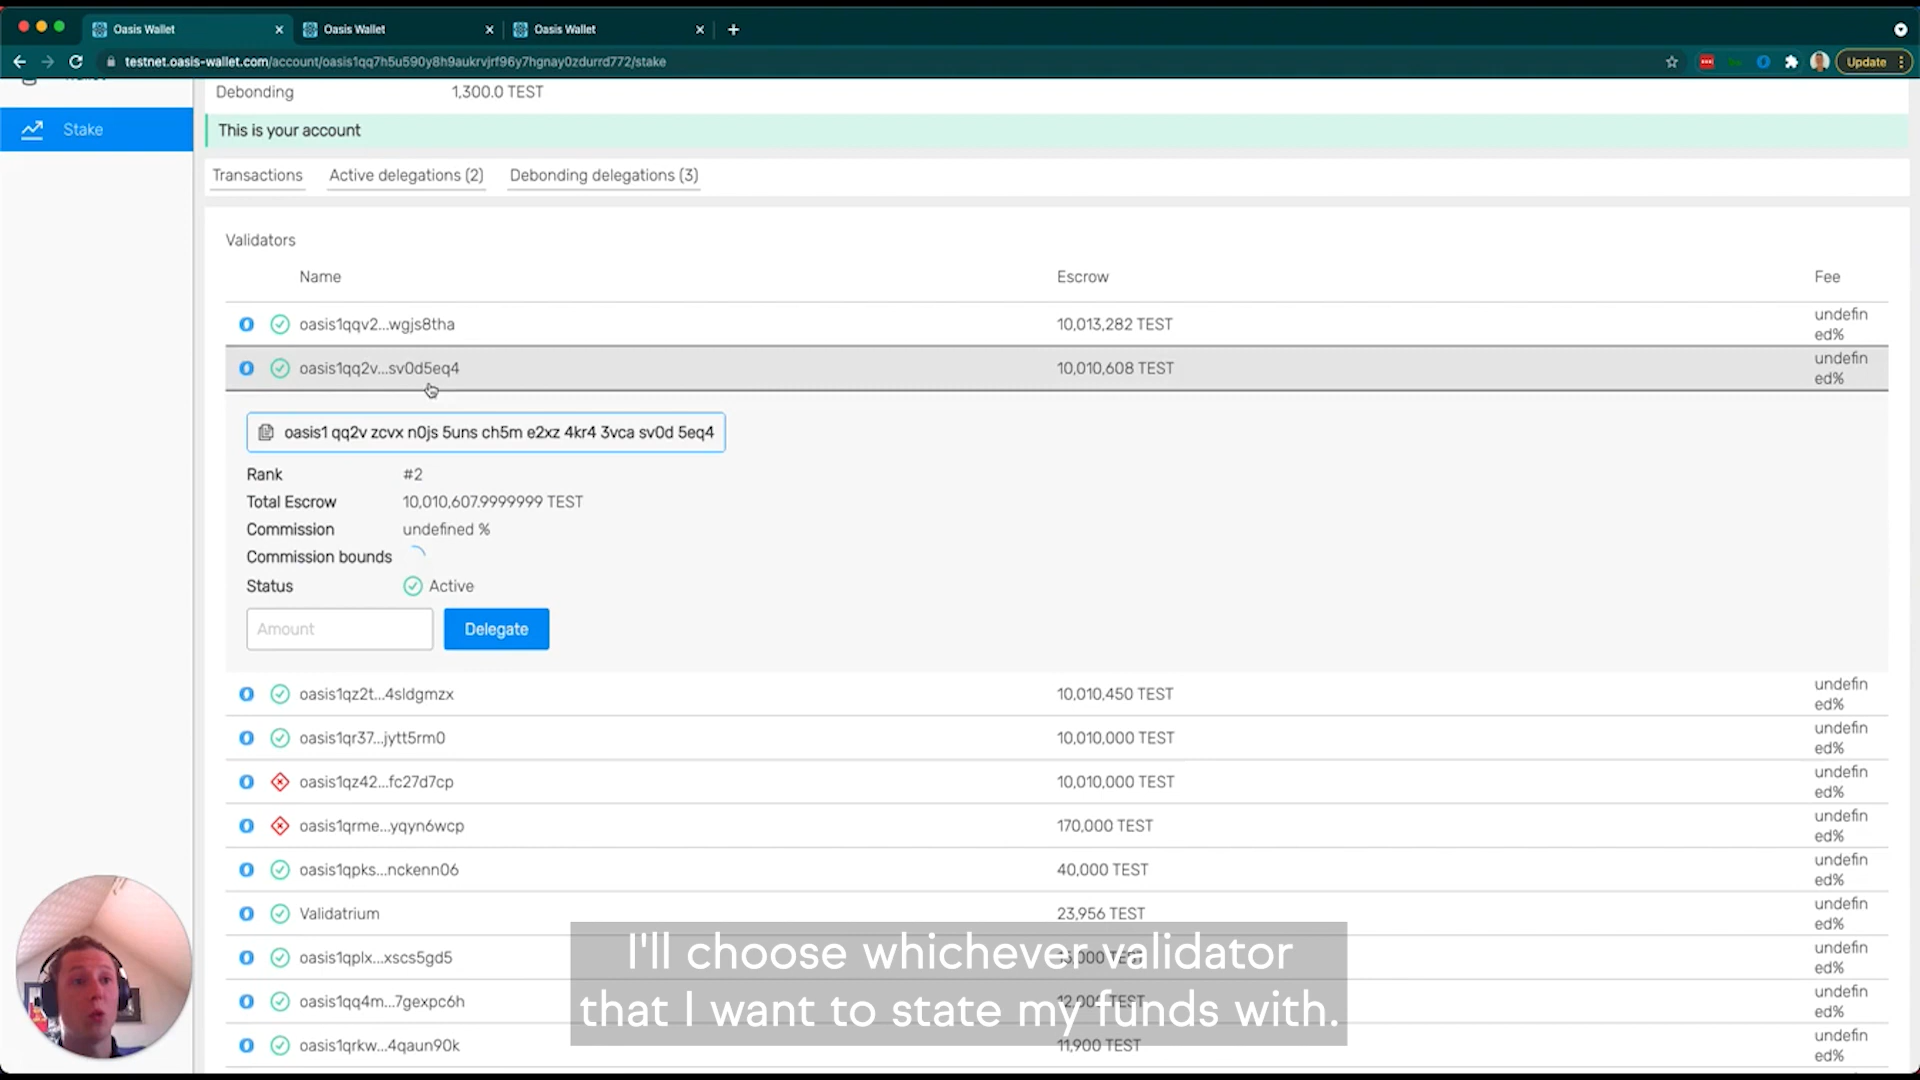 Oasis Wallet
Oasis Wallet
Oasis Wallet
testnet.oasis-wallet.com/account/oasis1qq7h5u590y8h9aukrvjrf96y7hgnay0zdurrd772/stake
Update
Debonding 1,300.0 TEST
Stake
This is your account
Transactions Active delegations (2) Debonding delegations (3)
Validators
Name Escrow Fee
oasis1qqv2...wgjs8tha 10,013,282 TEST undefin
ed%
oasis1qq2v...sv0d5eq4 10,010,608 TEST undefin
ed%
oasis1 qq2v zcvx n0js 5uns ch5m e2xz 4kr4 3vca sv0d 5eq4
Rank #2
Total Escrow 10,010,607.9999999 TEST
Commission undefined %
Commission bounds
Status Active
Amount Delegate
oasis1qz2t...4sldgmzx 10,010,450 TEST undefin
ed%
oasis1qr37...jytt5rm0 10,010,000 TEST undefin
ed%
oasis1qz42...fc27d7cp 10,010,000 TEST undefin
ed%
oasis1qrme...yqyn6wcp 170,000 TEST undefin
ed%
oasis1qpks...nckenn06 40,000 TEST undefin
ed%
Validatrium 23,956 TEST undefin
ed%
oasis1qplx...xscs5gd5 TEST undefin
ed%
oasis1qq4m...7gexpc6h TEST undefin
ed%
oasis1qrkw...4qaun90k 11,900 TEST undefin
ed%
I'll choose whichever validator
that I want to state my funds with.